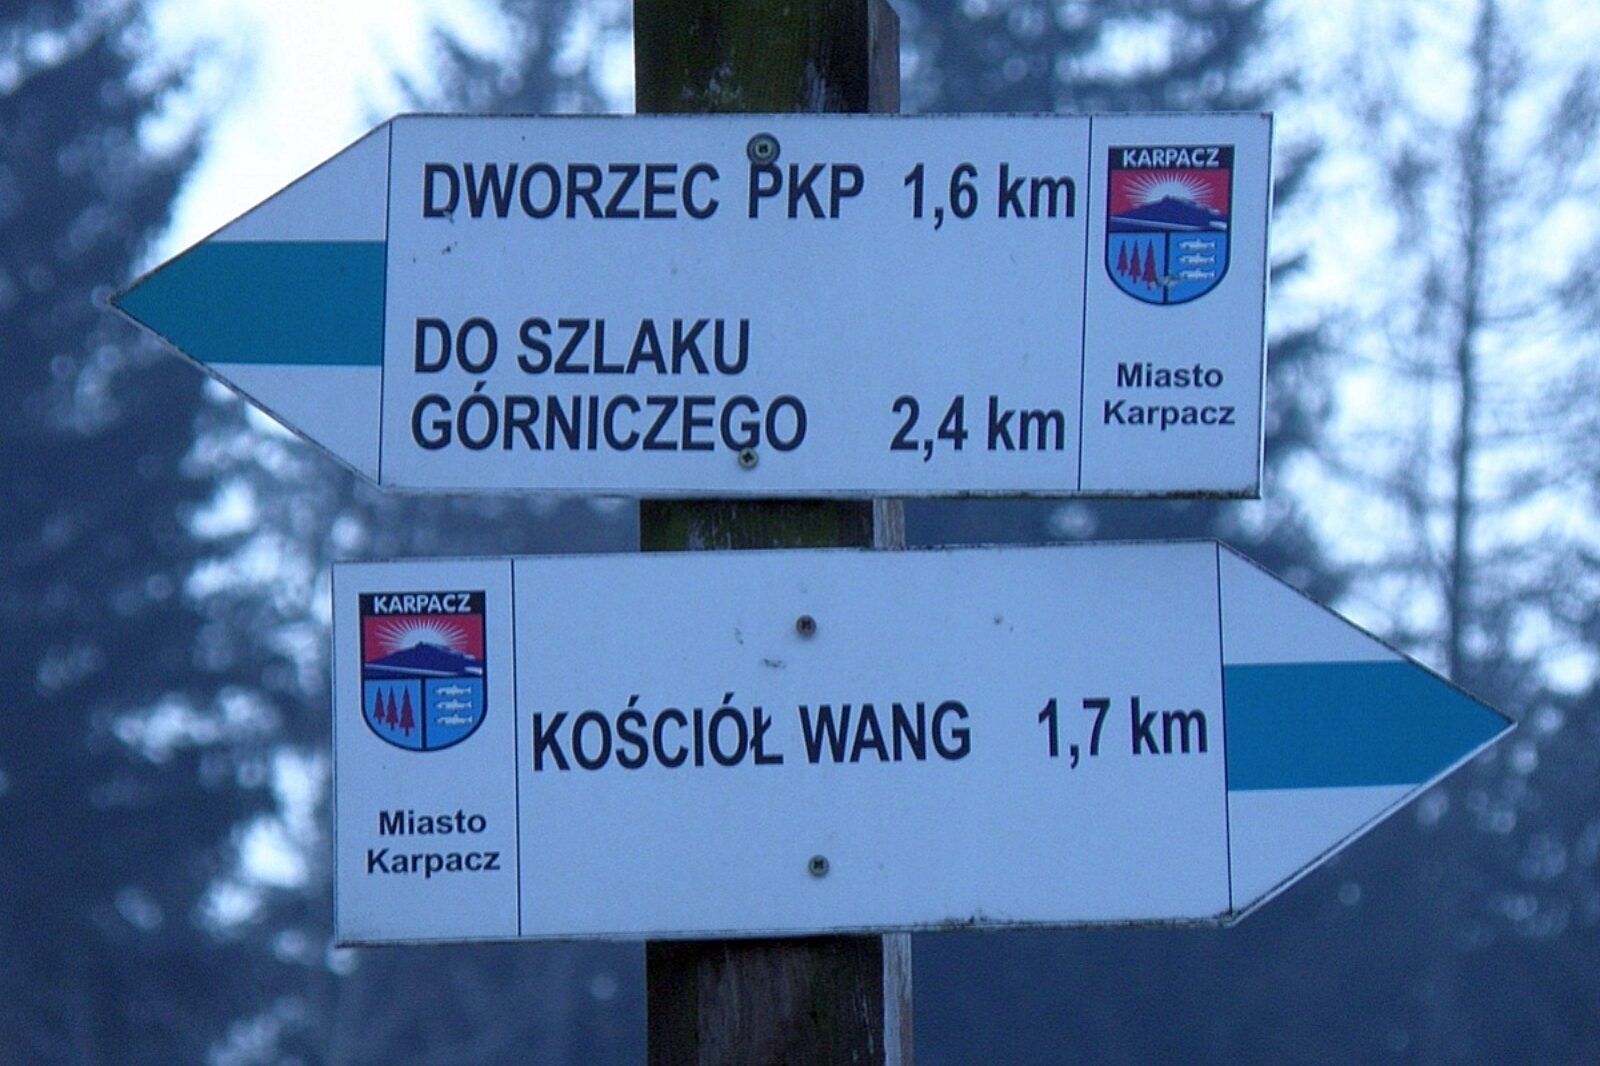 DWORZEC PKP 1,6 km
DO SZLAKU
GÓRNICZEGO 2,4 km
KARPACZ
Miasto
Karpacz
KARPACZ
Miasto
Karpacz
KOŚCIÓŁ WANG 1,7 km